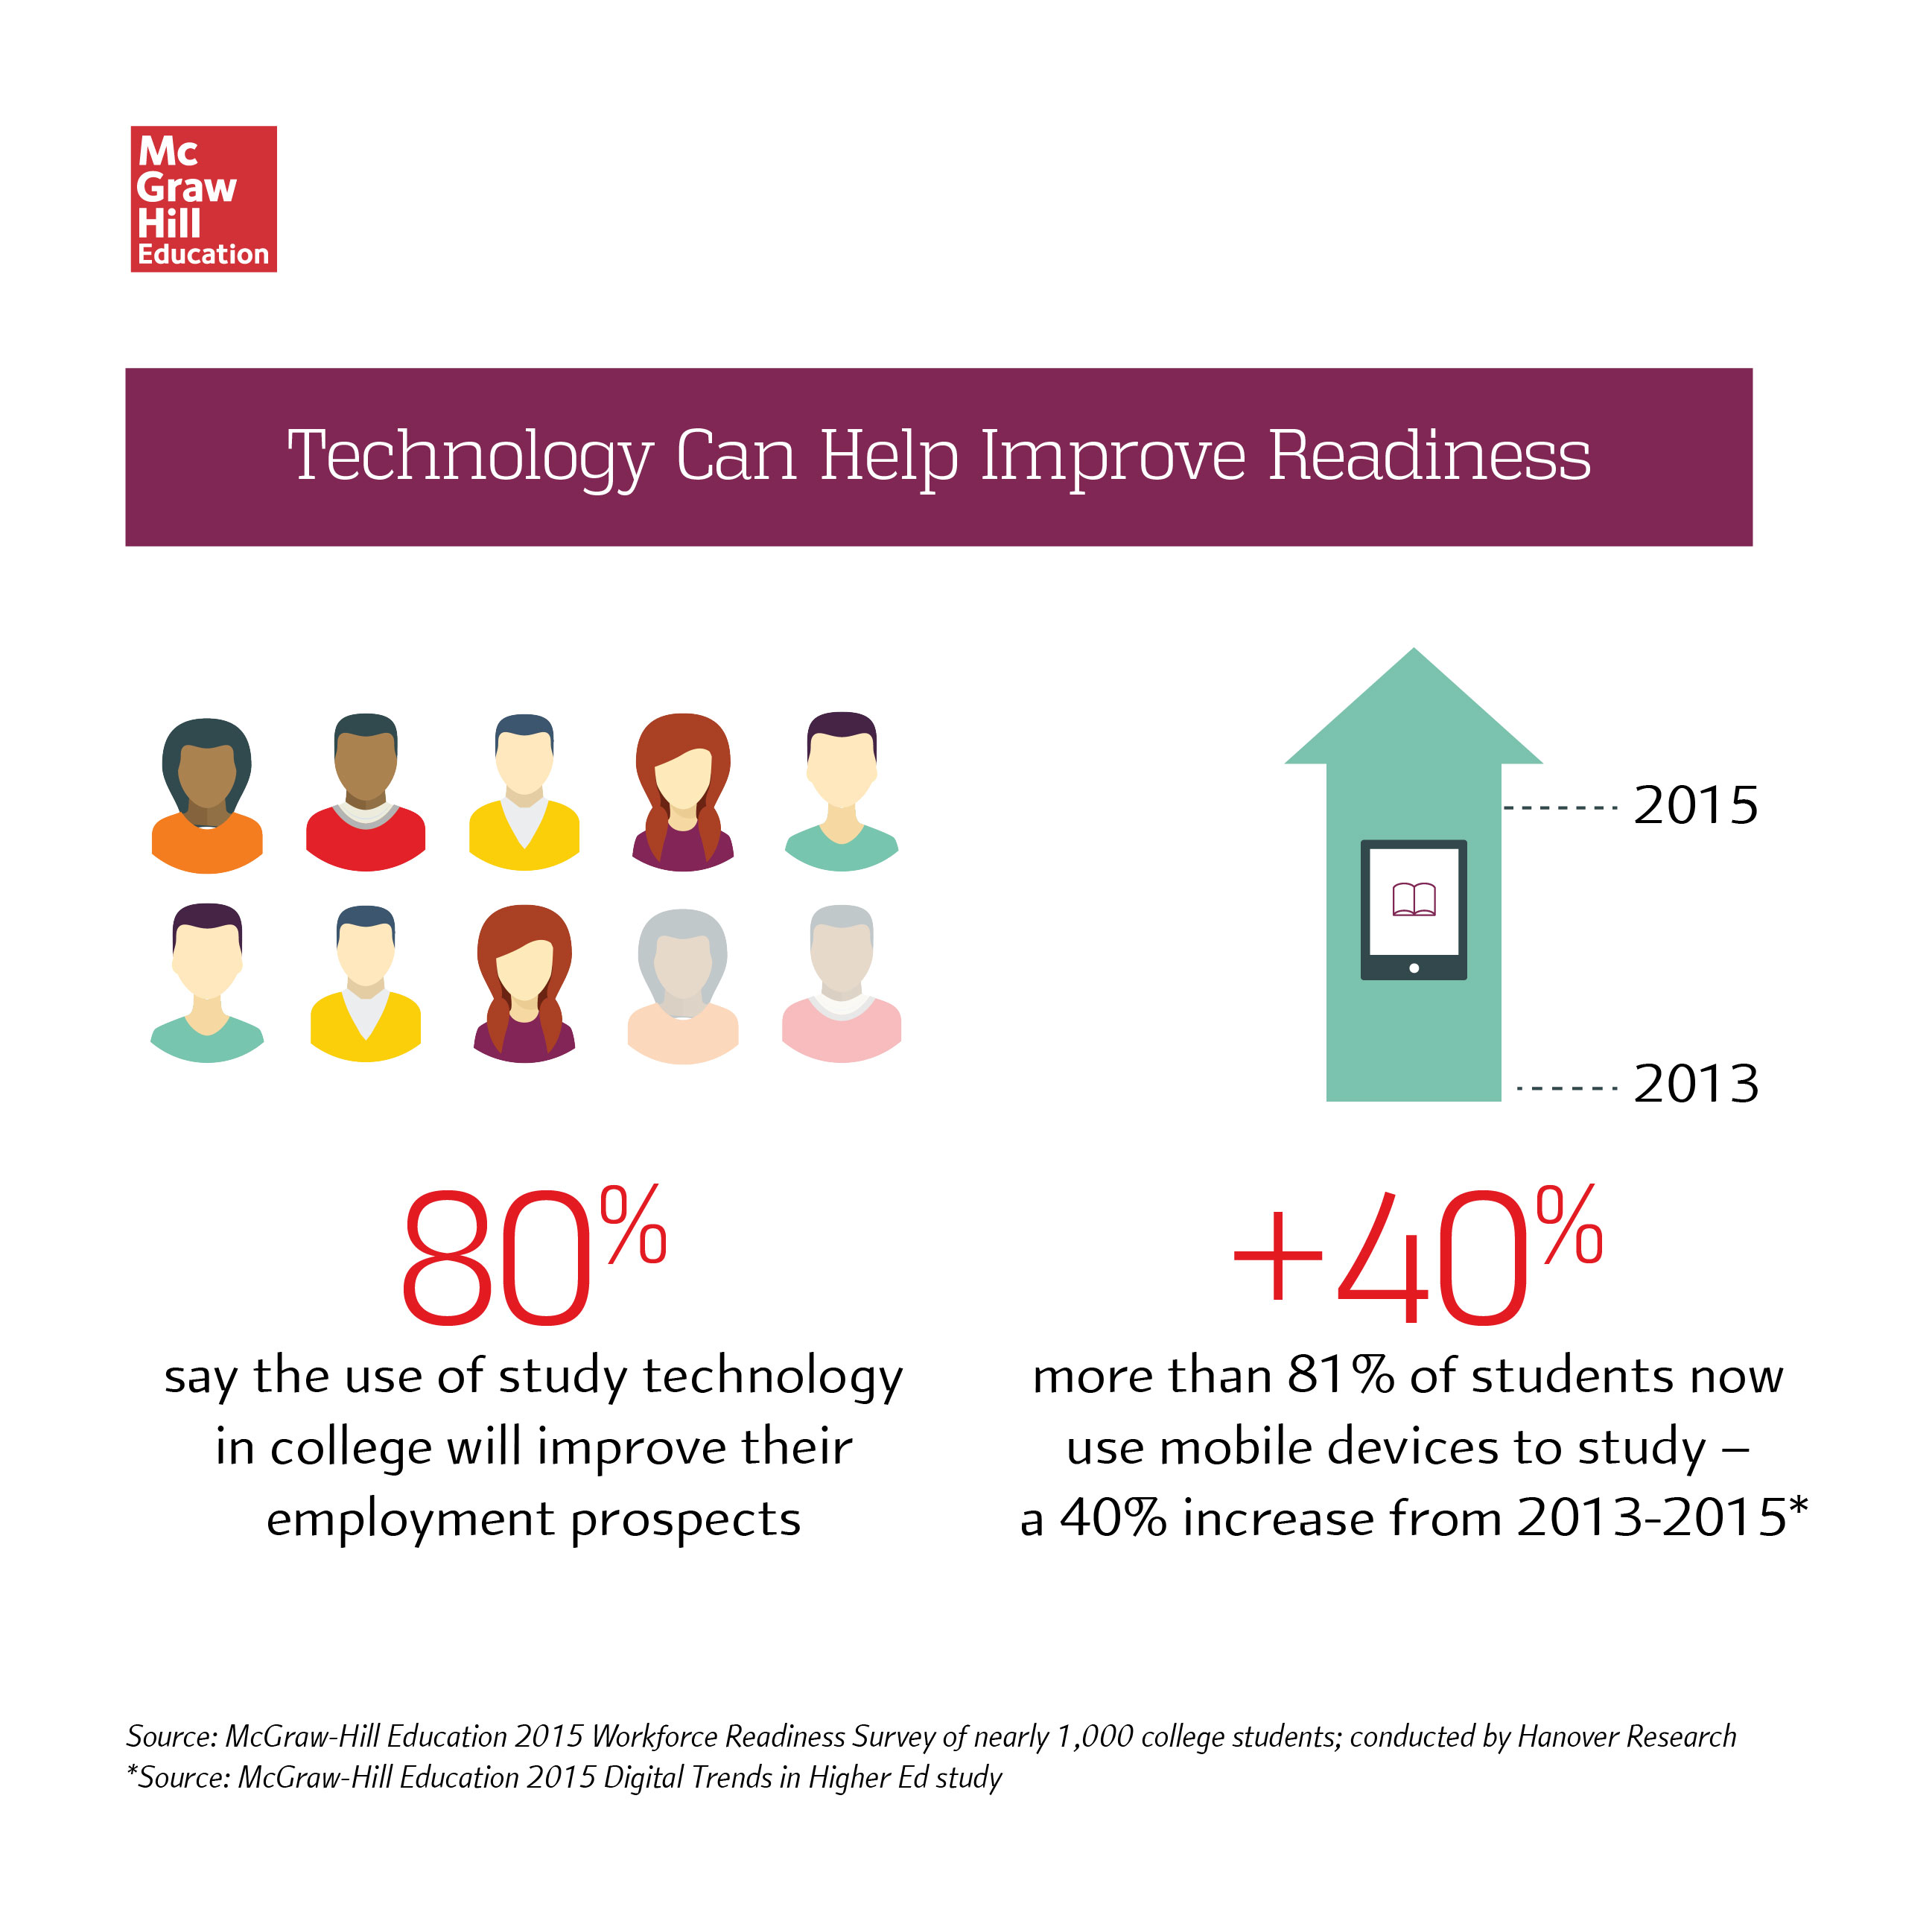 Mc
Graw
Hill
Education
Technology Can Help Improve Readiness
2015
2013
80%
say the use of study technology
in college will improve their
employment prospects
+40%
more than 81% of students now
use mobile devices to study –
a 40% increase from 2013-2015*
Source: McGraw-Hill Education 2015 Workforce Readiness Survey of nearly 1,000 college students; conducted by Hanover Research
*Source: McGraw-Hill Education 2015 Digital Trends in Higher Ed study